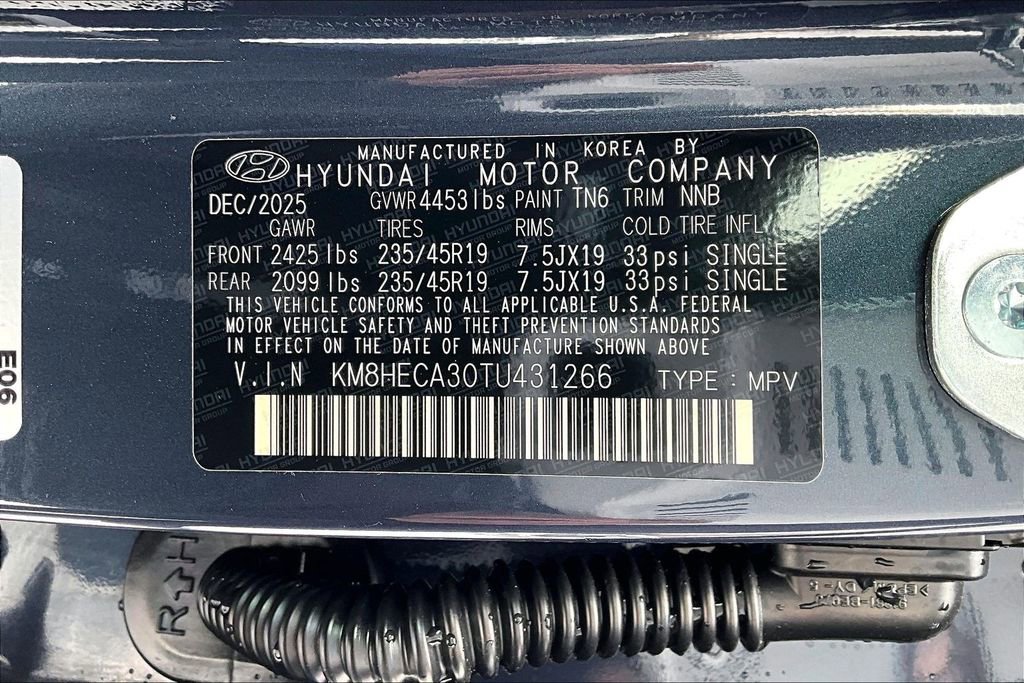 MANUFACTURED IN KOREA BY
HYUNDAI MOTOR COMPANY
DEC/2025 GVWR 4453 lbs PAINT TN6 TRIM NNB
GAWR TIRES RIMS COLD TIRE INFL
FRONT 2425 lbs 235/45R19 7.5JX19 33 psi SINGLE
REAR 2099 lbs 235/45R19 7.5JX19 33 psi SINGLE
THIS VEHICLE CONFORMS TO ALL APPLICABLE U.S.A. FEDERAL
MOTOR VEHICLE SAFETY AND THEFT PREVENTION STANDARDS
IN EFFECT ON THE DATE OF MANUFACTURE SHOWN ABOVE
V.I.N KM8HECA30TU431266 TYPE : MPV
E06
RH